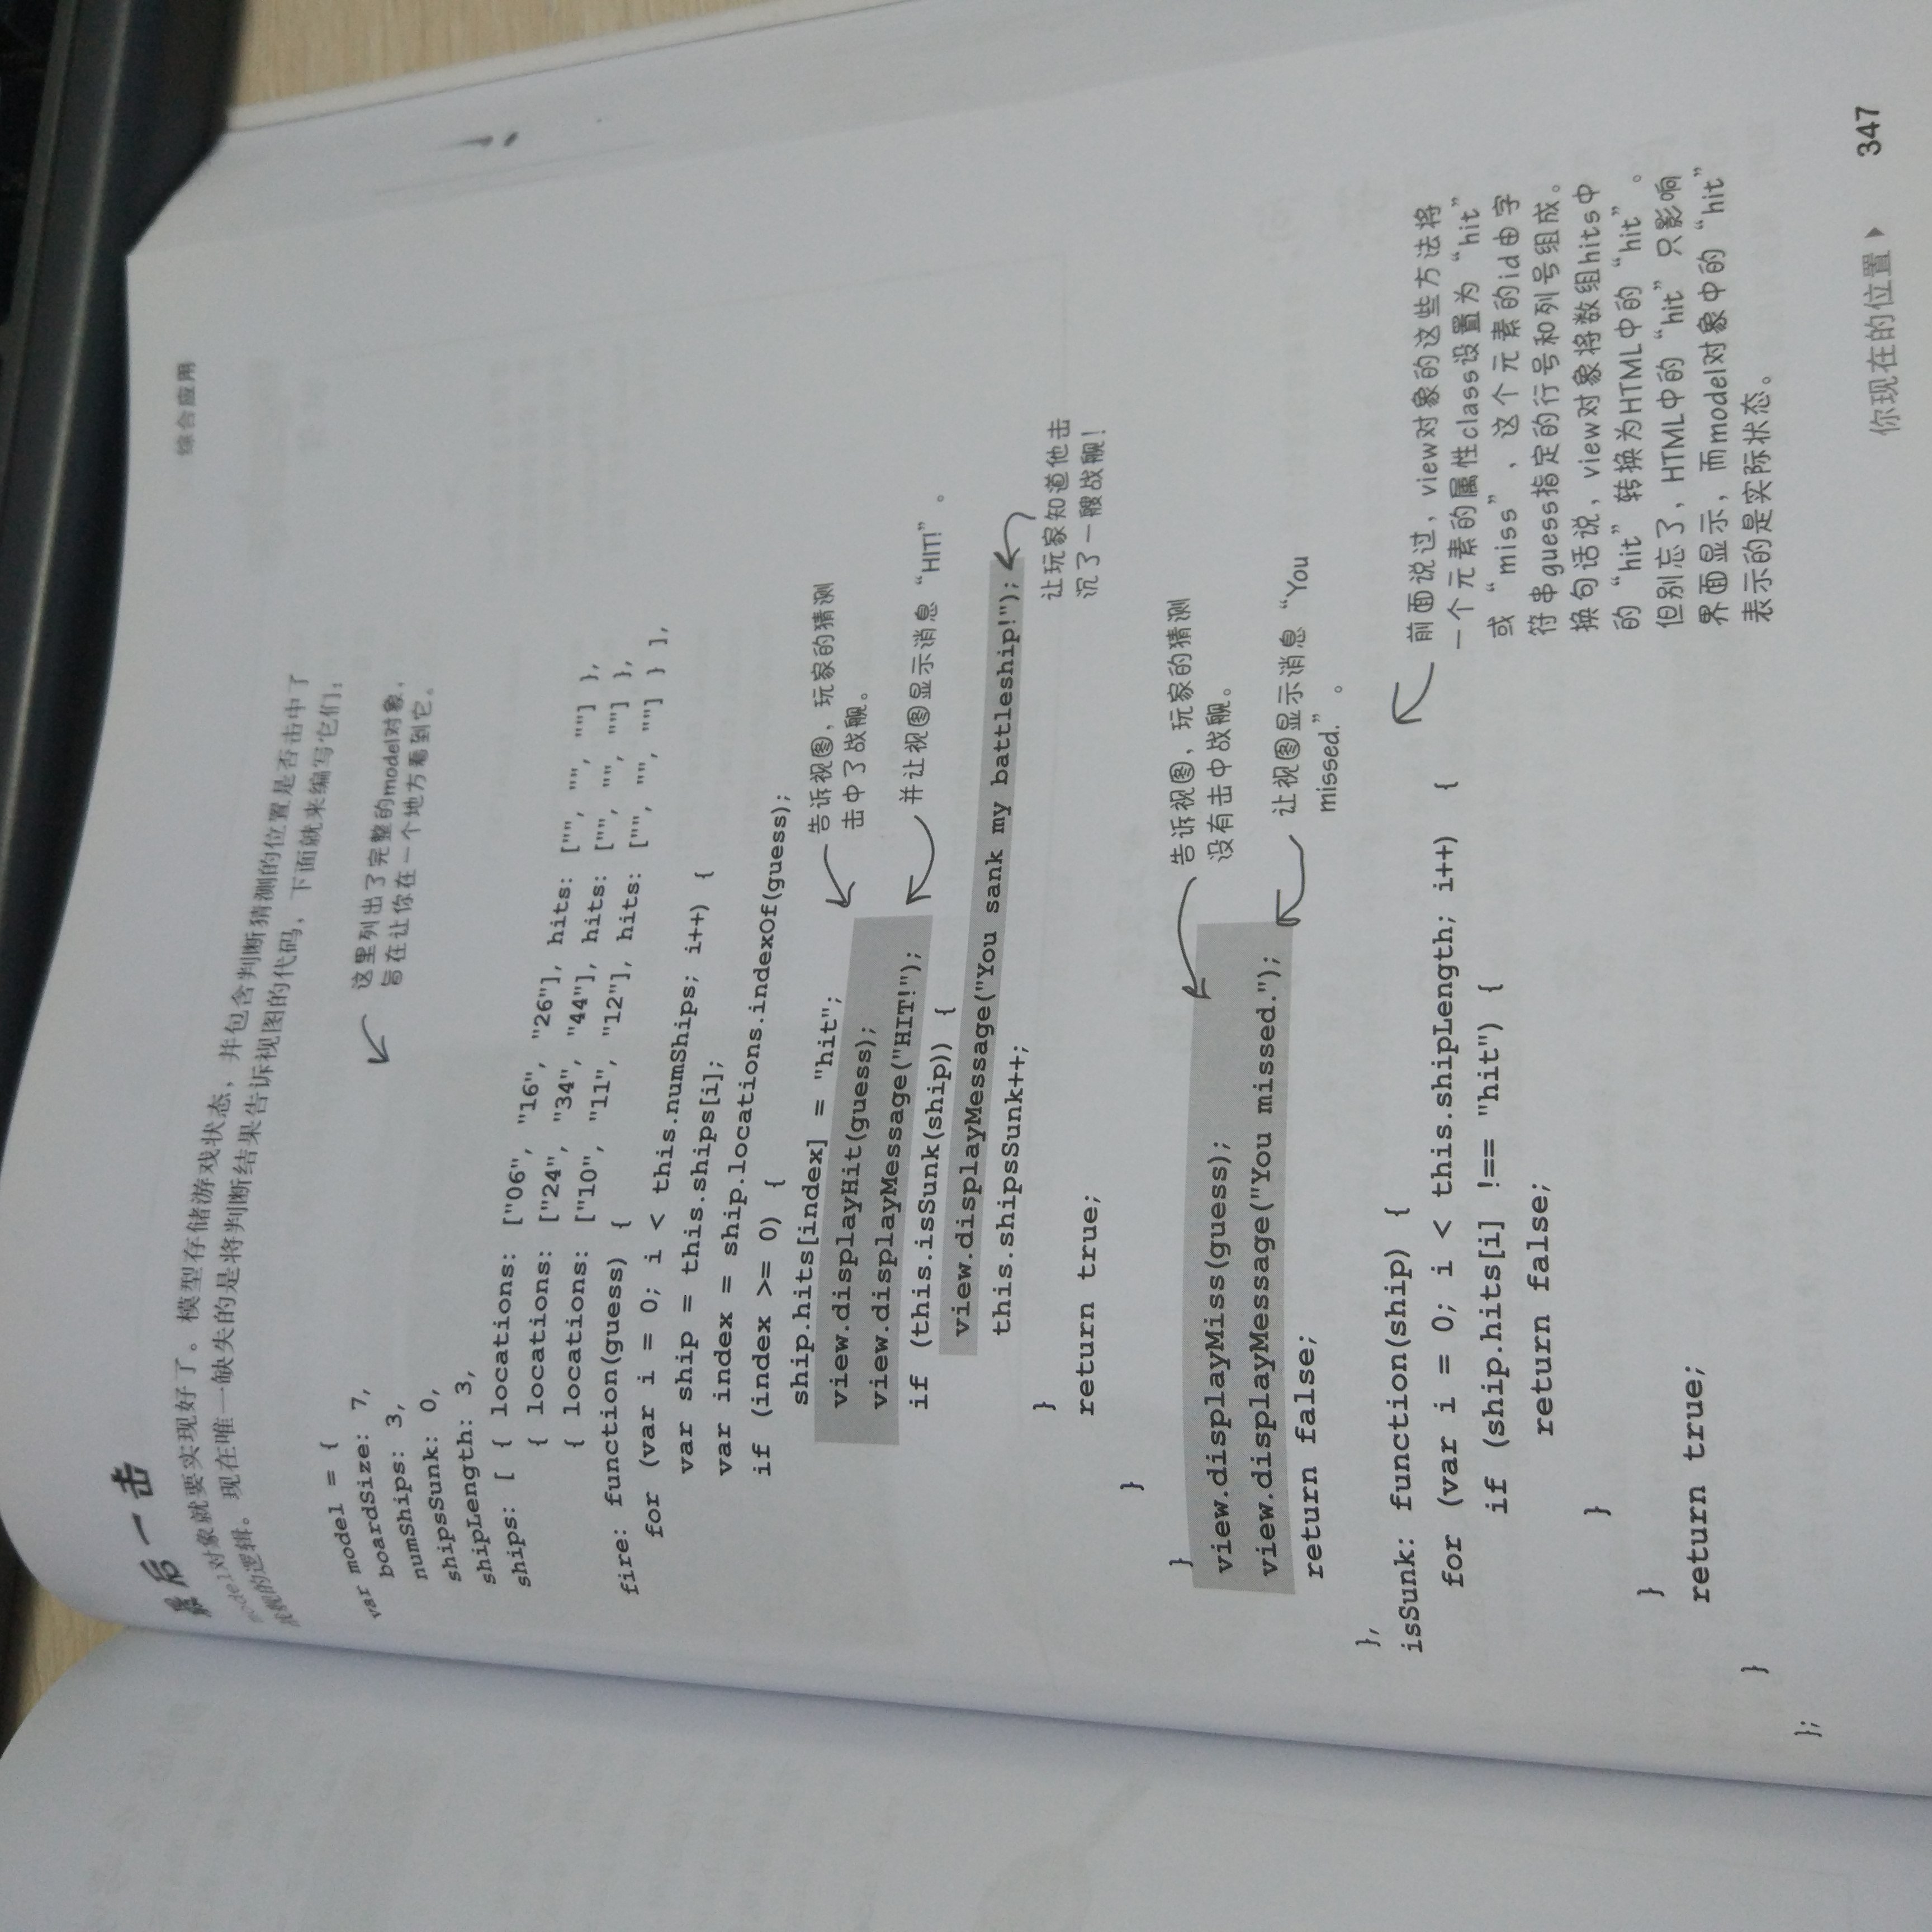 综合应用
最后一击
model对象就要实现好了。模型存储游戏状态，并包含判断猜测的位置是否击中了
战舰的逻辑。现在唯一缺失的是将判断结果告诉视图的代码，下面就来编写它们：
这里列出了完整的model对象，
旨在让你在一个地方看到它。
var model = {
boardSize: 7,
numShips: 3,
shipsSunk: 0,
shipLength: 3,
ships: [ { locations: ["06", "16", "26"], hits: ["", "", ""] },
{ locations: ["24", "34", "44"], hits: ["", "", ""] },
{ locations: ["10", "11", "12"], hits: ["", "", ""] } ],
fire: function(guess) {
for (var i = 0; i < this.numShips; i++) {
var ship = this.ships[i];
var index = ship.locations.indexOf(guess);
if (index >= 0) {
ship.hits[index] = "hit";
view.displayHit(guess);
告诉视图，玩家的猜测
击中了战舰。
view.displayMessage("HIT!");
并让视图显示消息“HIT!”。
if (this.isSunk(ship)) {
view.displayMessage("You sank my battleship!");
this.shipsSunk++;
让玩家知道他击
沉了一艘战舰！
}
return true;
}
}
view.displayMiss(guess);
告诉视图，玩家的猜测
没有击中战舰。
view.displayMessage("You missed.");
让视图显示消息“You
missed.”。
return false;
},
isSunk: function(ship) {
for (var i = 0; i < this.shipLength; i++) {
if (ship.hits[i] !== "hit") {
return false;
}
}
return true;
}
};
前面说过，view对象的这些方法将
一个元素的属性class设置为“hit”
或“miss”，这个元素的id由字
符串guess指定的行号和列号组成。
换句话说，view对象将数组hits中
的“hit”转换为HTML中的“hit”。
但别忘了，HTML中的“hit”只影响
界面显示，而model对象中的“hit”
表示的是实际状态。
你现在的位置 ▶ 347